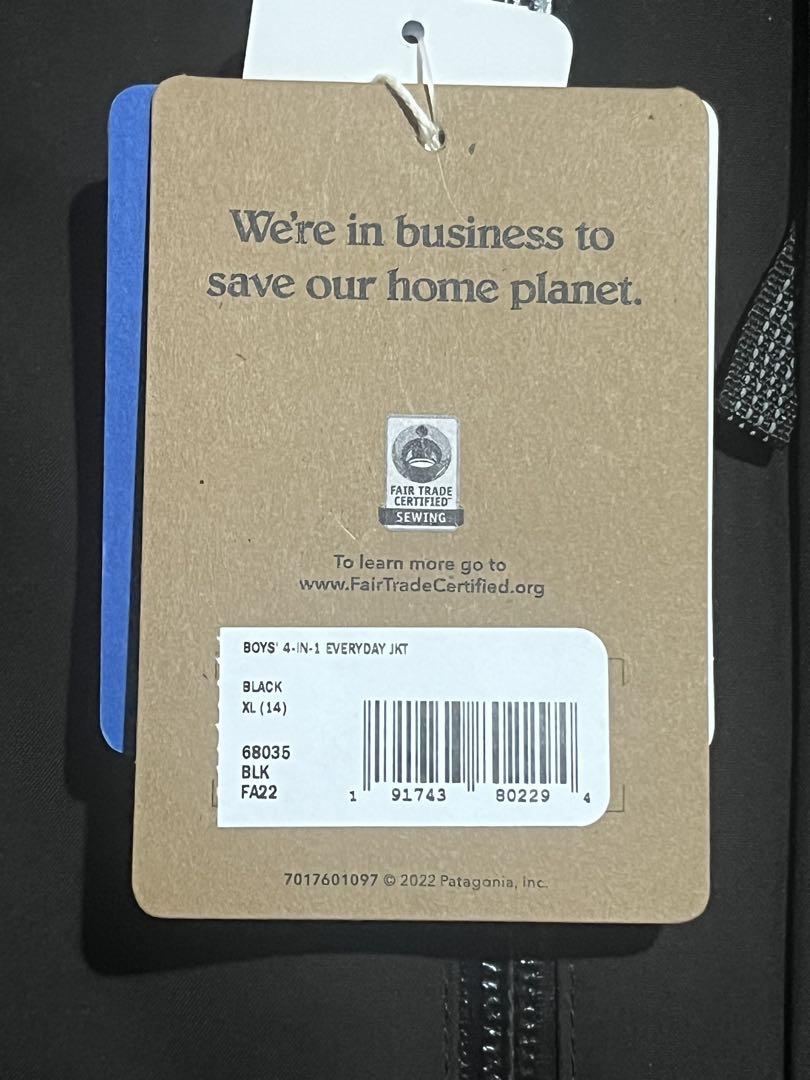 We're in business to
save our home planet.
FAIR TRADE
CERTIFIED™
SEWING
To learn more go to
www.FairTradeCertified.org
BOYS' 4-IN-1 EVERYDAY JKT
BLACK
XL (14)
68035
BLK
FA22
1 91743 80229 4
7017601097 © 2022 Patagonia, Inc.